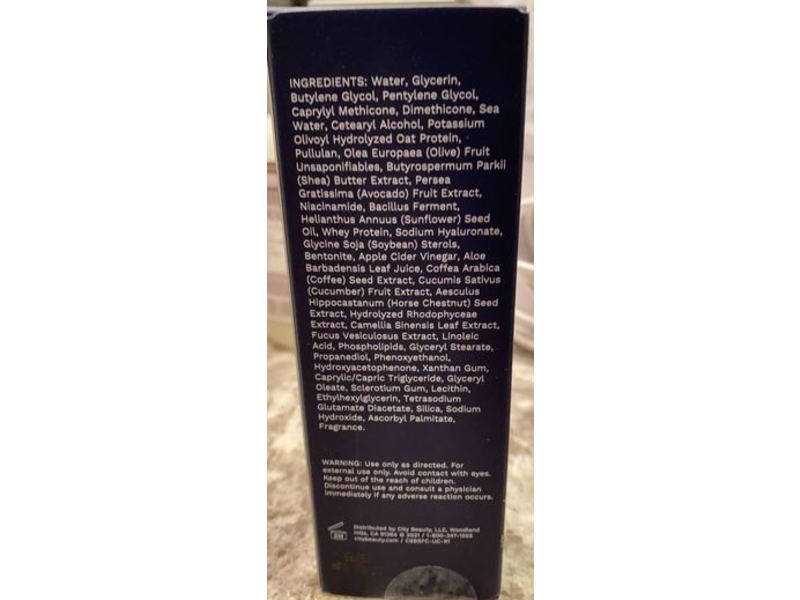 INGREDIENTS: Water, Glycerin,
Butylene Glycol, Pentylene Glycol,
Caprylyl Methicone, Dimethicone, Sea
Water, Cetearyl Alcohol, Potassium
Olivoyl Hydrolyzed Oat Protein,
Pullulan, Olea Europaea (Olive) Fruit
Unsaponifiables, Butyrospermum Parkii
(Shea) Butter Extract, Persea
Gratissima (Avocado) Fruit Extract,
Niacinamide, Bacillus Ferment,
Helianthus Annuus (Sunflower) Seed
Oil, Whey Protein, Sodium Hyaluronate,
Glycine Soja (Soybean) Sterols,
Bentonite, Apple Cider Vinegar, Aloe
Barbadensis Leaf Juice, Coffea Arabica
(Coffee) Seed Extract, Cucumis Sativus
(Cucumber) Fruit Extract, Aesculus
Hippocastanum (Horse Chestnut) Seed
Extract, Hydrolyzed Rhodophyceae
Extract, Camellia Sinensis Leaf Extract,
Fucus Vesiculosus Extract, Linoleic
Acid, Phospholipids, Glyceryl Stearate,
Propanediol, Phenoxyethanol,
Hydroxyacetophenone, Xanthan Gum,
Caprylic/Capric Triglyceride, Glyceryl
Oleate, Sclerotium Gum, Lecithin,
Ethylhexylglycerin, Tetrasodium
Glutamate Diacetate, Silica, Sodium
Hydroxide, Ascorbyl Palmitate,
Fragrance.
WARNING: Use only as directed. For
external use only. Avoid contact with eyes.
Keep out of the reach of children.
Discontinue use and consult a physician
immediately if any adverse reaction occurs.
Distributed by City Beauty, LLC, Woodland
Hills, CA 91364 © 2021 /
citybeauty.com /